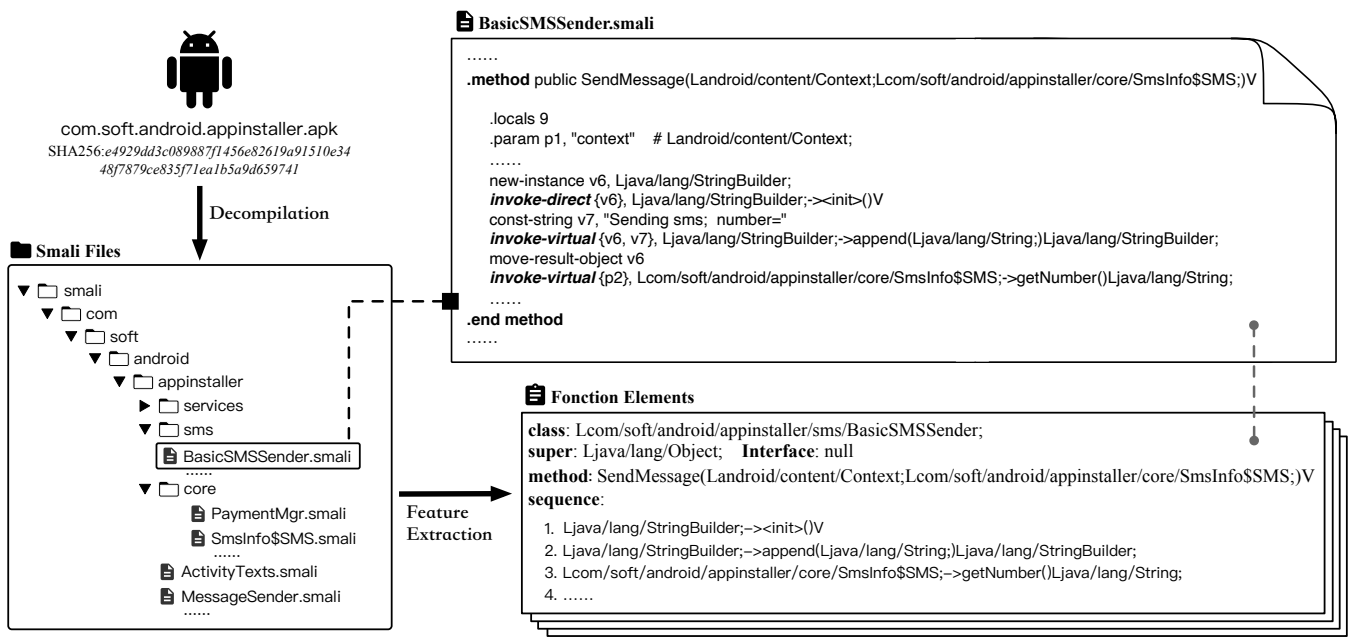 com.soft.android.appinstaller.apk
SHA256:e4929dd3c089887f1456e82619a91510e34
48f7879ce835f71ea1b5a9d659741
Decompilation
Smali Files
smali
com
soft
android
appinstaller
services
sms
BasicSMSSender.smali
......
core
PaymentMgr.smali
SmsInfo$SMS.smali
......
ActivityTexts.smali
MessageSender.smali
......
BasicSMSSender.smali
......
.method public SendMessage(Landroid/content/Context;Lcom/soft/android/appinstaller/core/SmsInfo$SMS;)V
.locals 9
.param p1, "context" # Landroid/content/Context;
......
new-instance v6, Ljava/lang/StringBuilder;
invoke-direct {v6}, Ljava/lang/StringBuilder;-><init>()V
const-string v7, "Sending sms; number="
invoke-virtual {v6, v7}, Ljava/lang/StringBuilder;->append(Ljava/lang/String;)Ljava/lang/StringBuilder;
move-result-object v6
invoke-virtual {p2}, Lcom/soft/android/appinstaller/core/SmsInfo$SMS;->getNumber()Ljava/lang/String;
......
.end method
......
Feature
Extraction
Fonction Elements
class: Lcom/soft/android/appinstaller/sms/BasicSMSSender;
super: Ljava/lang/Object; Interface: null
method: SendMessage(Landroid/content/Context;Lcom/soft/android/appinstaller/core/SmsInfo$SMS;)V
sequence:
1. Ljava/lang/StringBuilder;–><init>()V
2. Ljava/lang/StringBuilder;–>append(Ljava/lang/String;)Ljava/lang/StringBuilder;
3. Lcom/soft/android/appinstaller/core/SmsInfo$SMS;–>getNumber()Ljava/lang/String;
4. ......